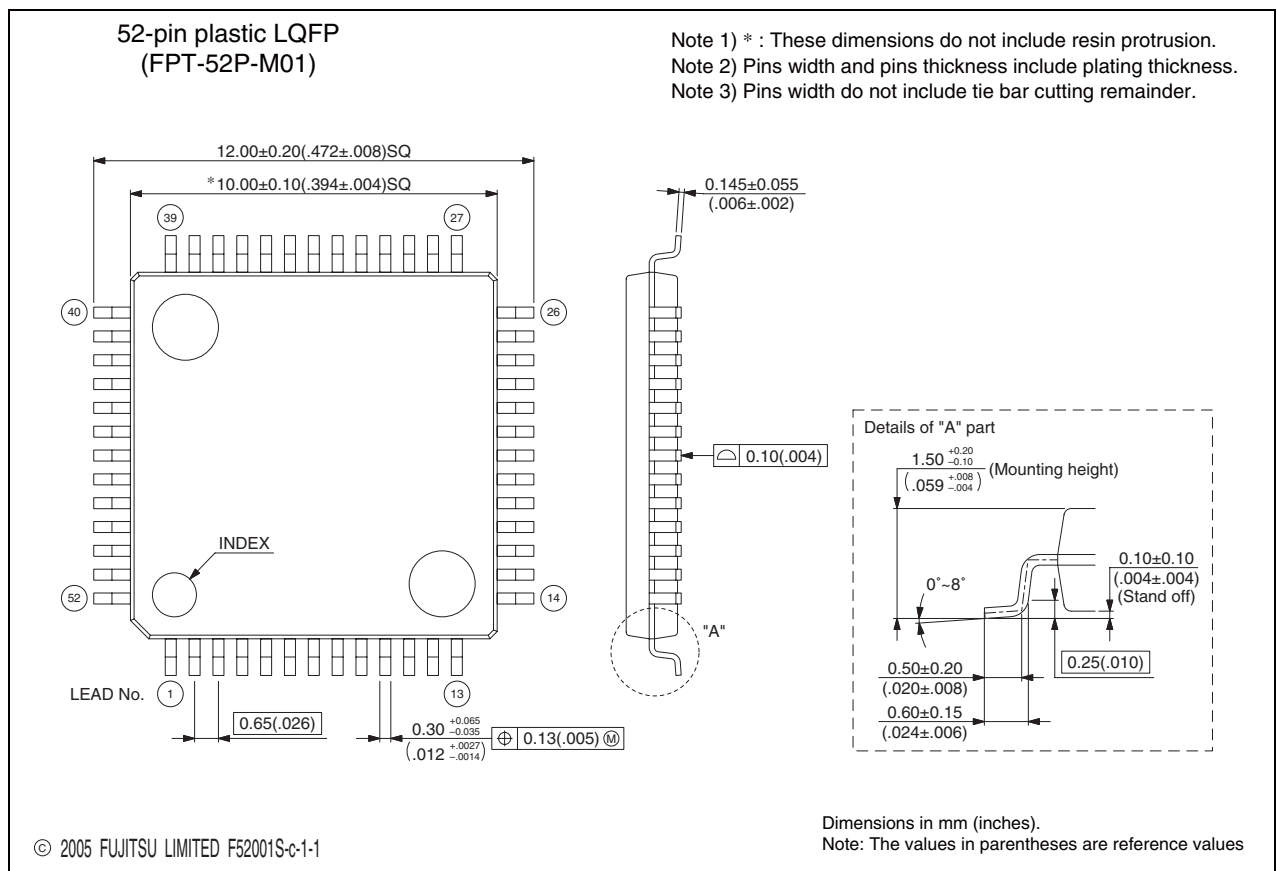 52-pin plastic LQFP
(FPT-52P-M01)
Note 1) * : These dimensions do not include resin protrusion.
Note 2) Pins width and pins thickness include plating thickness.
Note 3) Pins width do not include tie bar cutting remainder.
12.00±0.20(.472±.008)SQ
*10.00±0.10(.394±.004)SQ
0.145±0.055
(.006±.002)
39
27
40
26
0.10(.004)
Details of "A" part
1.50 +0.20 −0.10 (Mounting height)
(.059 +.008 −.004)
INDEX
0.10±0.10
(.004±.004)
(Stand off)
0˚~8˚
52
14
"A"
0.25(.010)
0.50±0.20
(.020±.008)
LEAD No.
1
13
0.60±0.15
(.024±.006)
0.65(.026)
0.30 +0.065 −0.035
(.012 +.0027 −.0014)
⌖ 0.13(.005) Ⓜ
Dimensions in mm (inches).
Note: The values in parentheses are reference values
© 2005 FUJITSU LIMITED F52001S-c-1-1